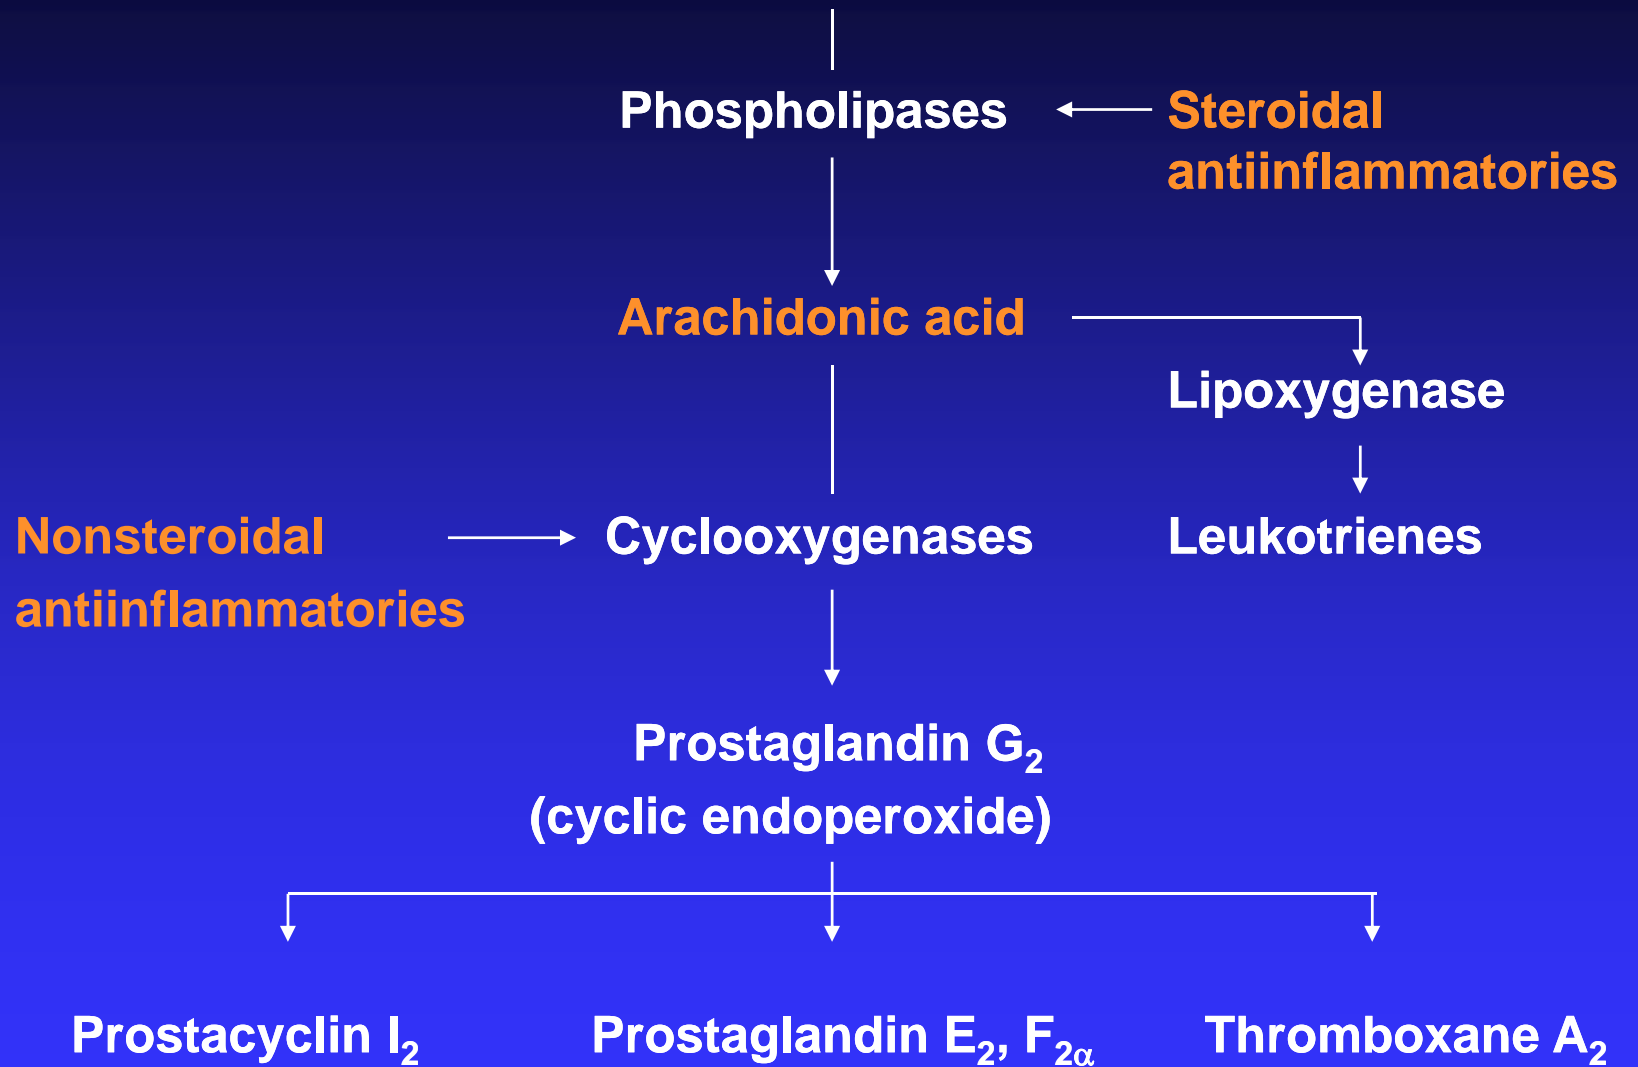 Phospholipases
Steroidal
antiinflammatories
Arachidonic acid
Lipoxygenase
Nonsteroidal
antiinflammatories
Cyclooxygenases
Leukotrienes
Prostaglandin G₂
(cyclic endoperoxide)
Prostacyclin I₂
Prostaglandin E₂, F₂α
Thromboxane A₂